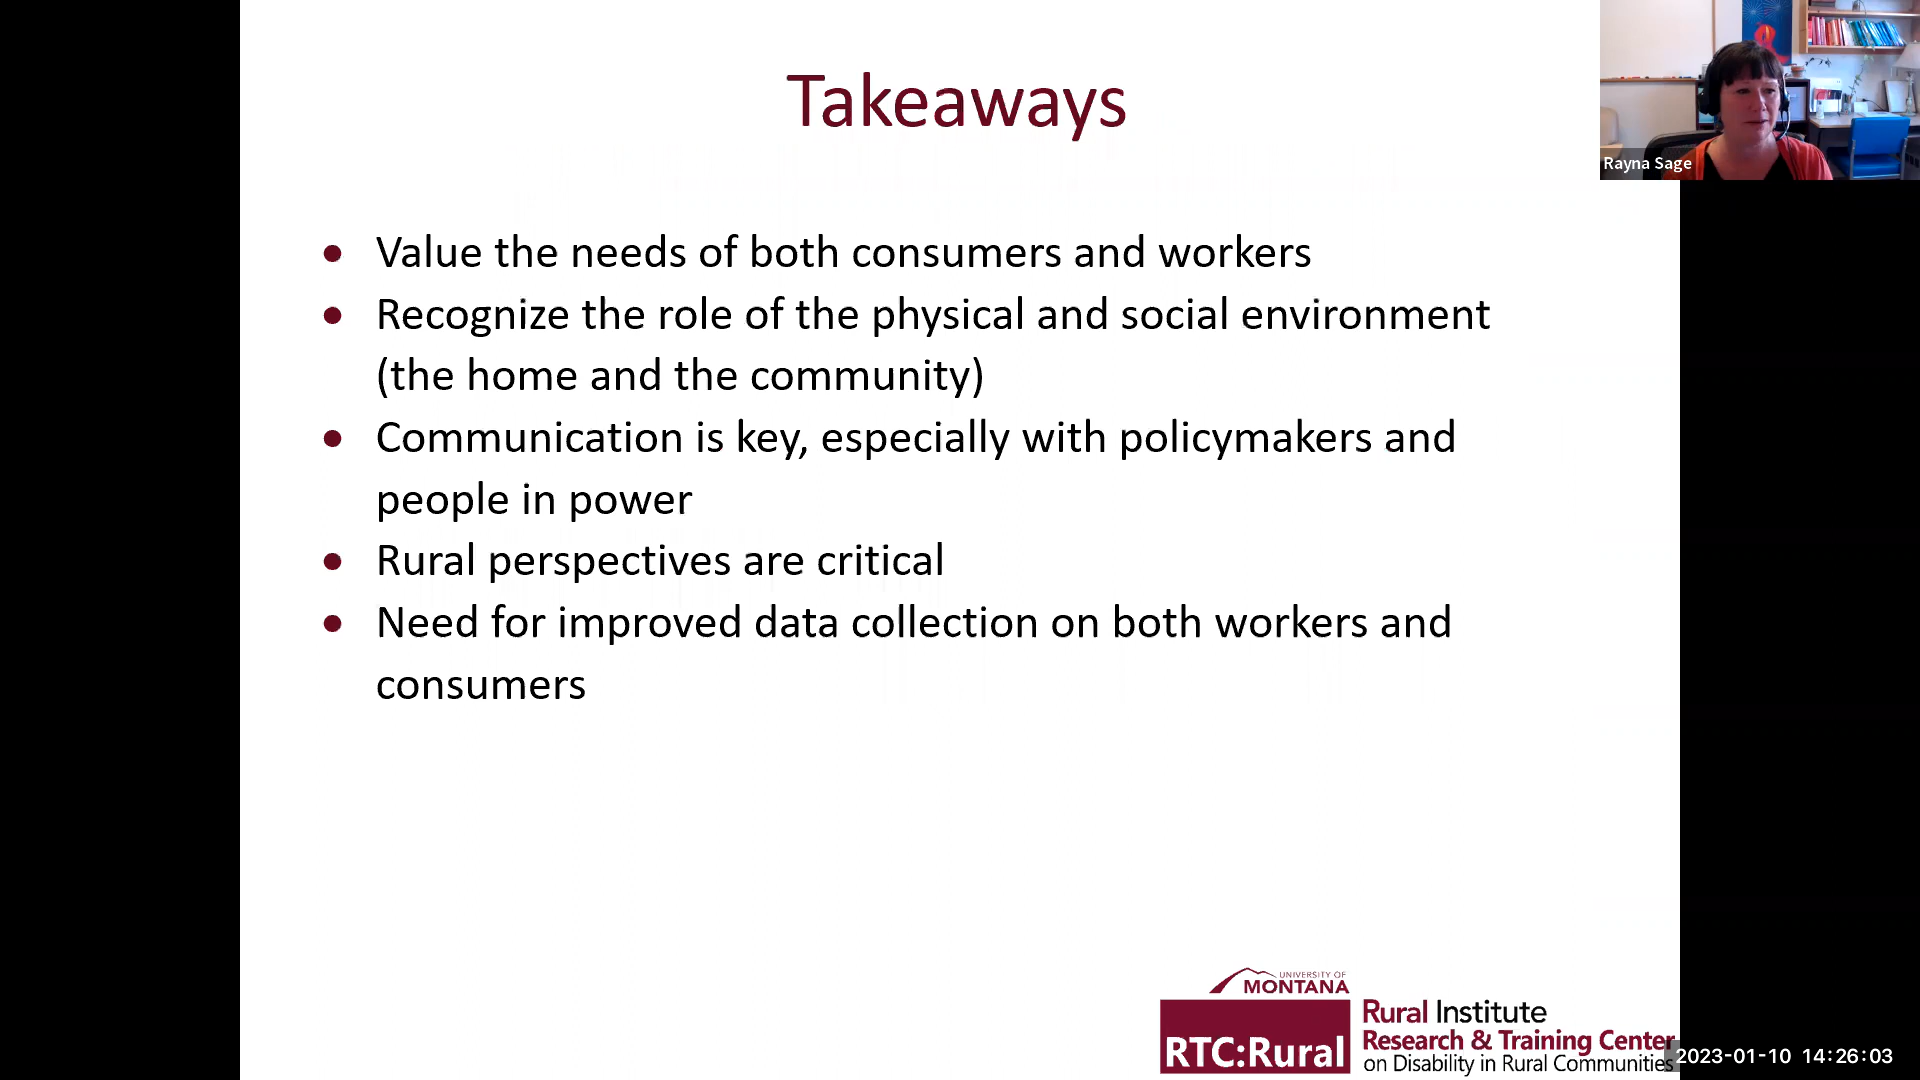 Takeaways
Rayna Sage
• Value the needs of both consumers and workers
• Recognize the role of the physical and social environment
(the home and the community)
• Communication is key, especially with policymakers and
people in power
• Rural perspectives are critical
• Need for improved data collection on both workers and
consumers
UNIVERSITY OF
MONTANA
RTC:Rural
Rural Institute
Research & Training Center
on Disability in Rural Communities
2023-01-10 14:26:03